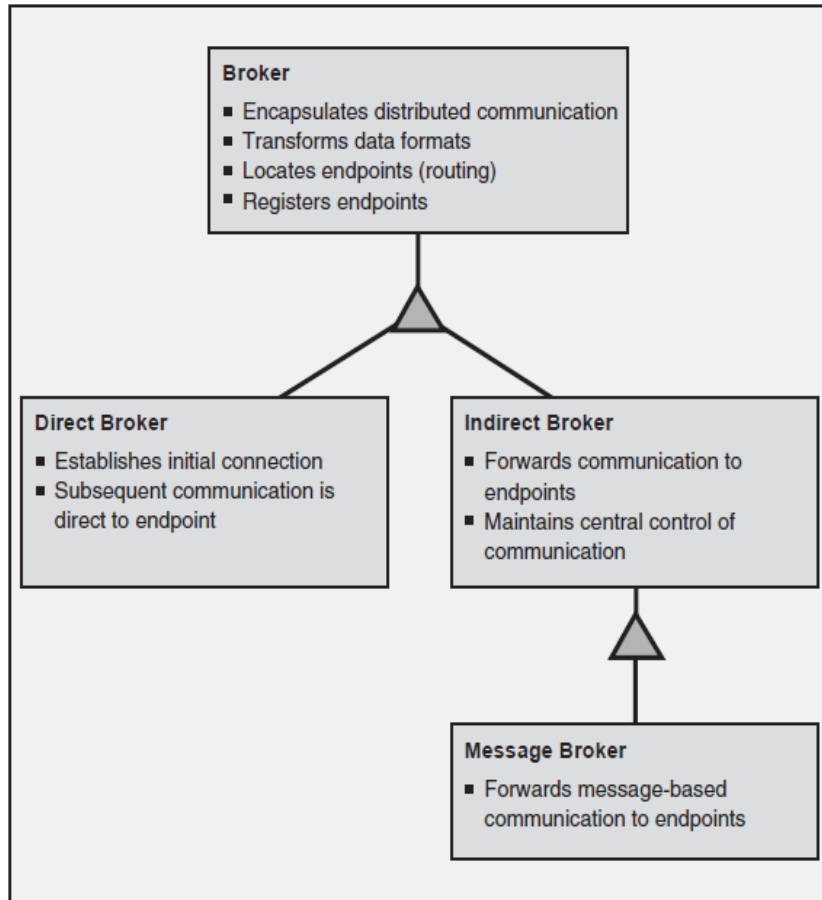 Broker
▪ Encapsulates distributed communication
▪ Transforms data formats
▪ Locates endpoints (routing)
▪ Registers endpoints
Direct Broker
▪ Establishes initial connection
▪ Subsequent communication is
direct to endpoint
Indirect Broker
▪ Forwards communication to
endpoints
▪ Maintains central control of
communication
Message Broker
▪ Forwards message-based
communication to endpoints